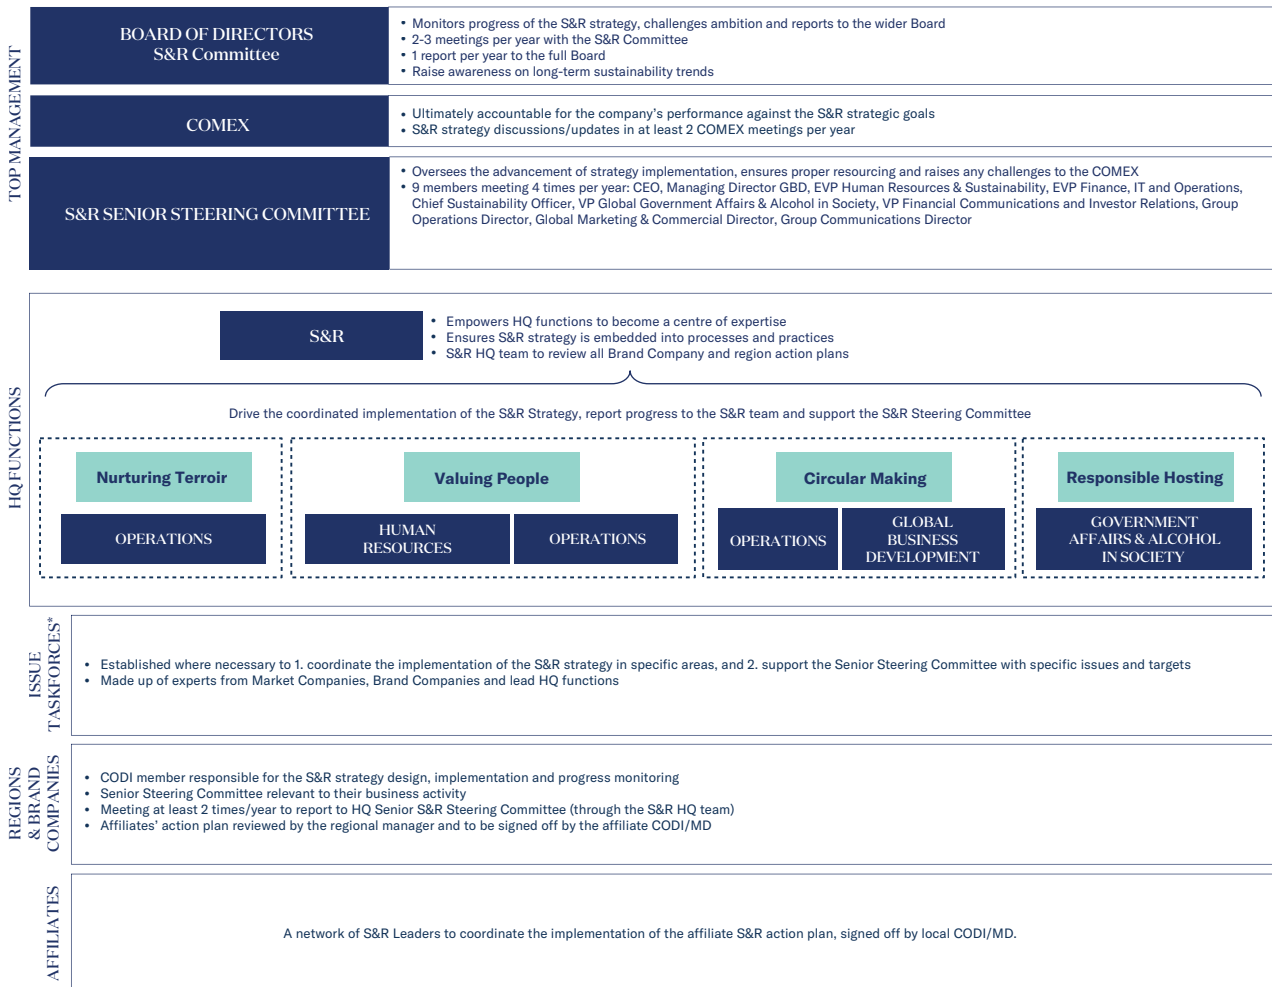 TOP MANAGEMENT
BOARD OF DIRECTORS
S&R Committee
• Monitors progress of the S&R strategy, challenges ambition and reports to the wider Board
• 2-3 meetings per year with the S&R Committee
• 1 report per year to the full Board
• Raise awareness on long-term sustainability trends
COMEX
• Ultimately accountable for the company’s performance against the S&R strategic goals
• S&R strategy discussions/updates in at least 2 COMEX meetings per year
S&R SENIOR STEERING COMMITTEE
• Oversees the advancement of strategy implementation, ensures proper resourcing and raises any challenges to the COMEX
• 9 members meeting 4 times per year: CEO, Managing Director GBD, EVP Human Resources & Sustainability, EVP Finance, IT and Operations,
Chief Sustainability Officer, VP Global Government Affairs & Alcohol in Society, VP Financial Communications and Investor Relations, Group
Operations Director, Global Marketing & Commercial Director, Group Communications Director
HQ FUNCTIONS
S&R
• Empowers HQ functions to become a centre of expertise
• Ensures S&R strategy is embedded into processes and practices
• S&R HQ team to review all Brand Company and region action plans
Drive the coordinated implementation of the S&R Strategy, report progress to the S&R team and support the S&R Steering Committee
Nurturing Terroir
OPERATIONS
Valuing People
HUMAN
RESOURCES
OPERATIONS
Circular Making
OPERATIONS
GLOBAL
BUSINESS
DEVELOPMENT
Responsible Hosting
GOVERNMENT
AFFAIRS & ALCOHOL
IN SOCIETY
ISSUE
TASKFORCES*
• Established where necessary to 1. coordinate the implementation of the S&R strategy in specific areas, and 2. support the Senior Steering Committee with specific issues and targets
• Made up of experts from Market Companies, Brand Companies and lead HQ functions
REGIONS
& BRAND
COMPANIES
• CODI member responsible for the S&R strategy design, implementation and progress monitoring
• Senior Steering Committee relevant to their business activity
• Meeting at least 2 times/year to report to HQ Senior S&R Steering Committee (through the S&R HQ team)
• Affiliates’ action plan reviewed by the regional manager and to be signed off by the affiliate CODI/MD
AFFILIATES
A network of S&R Leaders to coordinate the implementation of the affiliate S&R action plan, signed off by local CODI/MD.